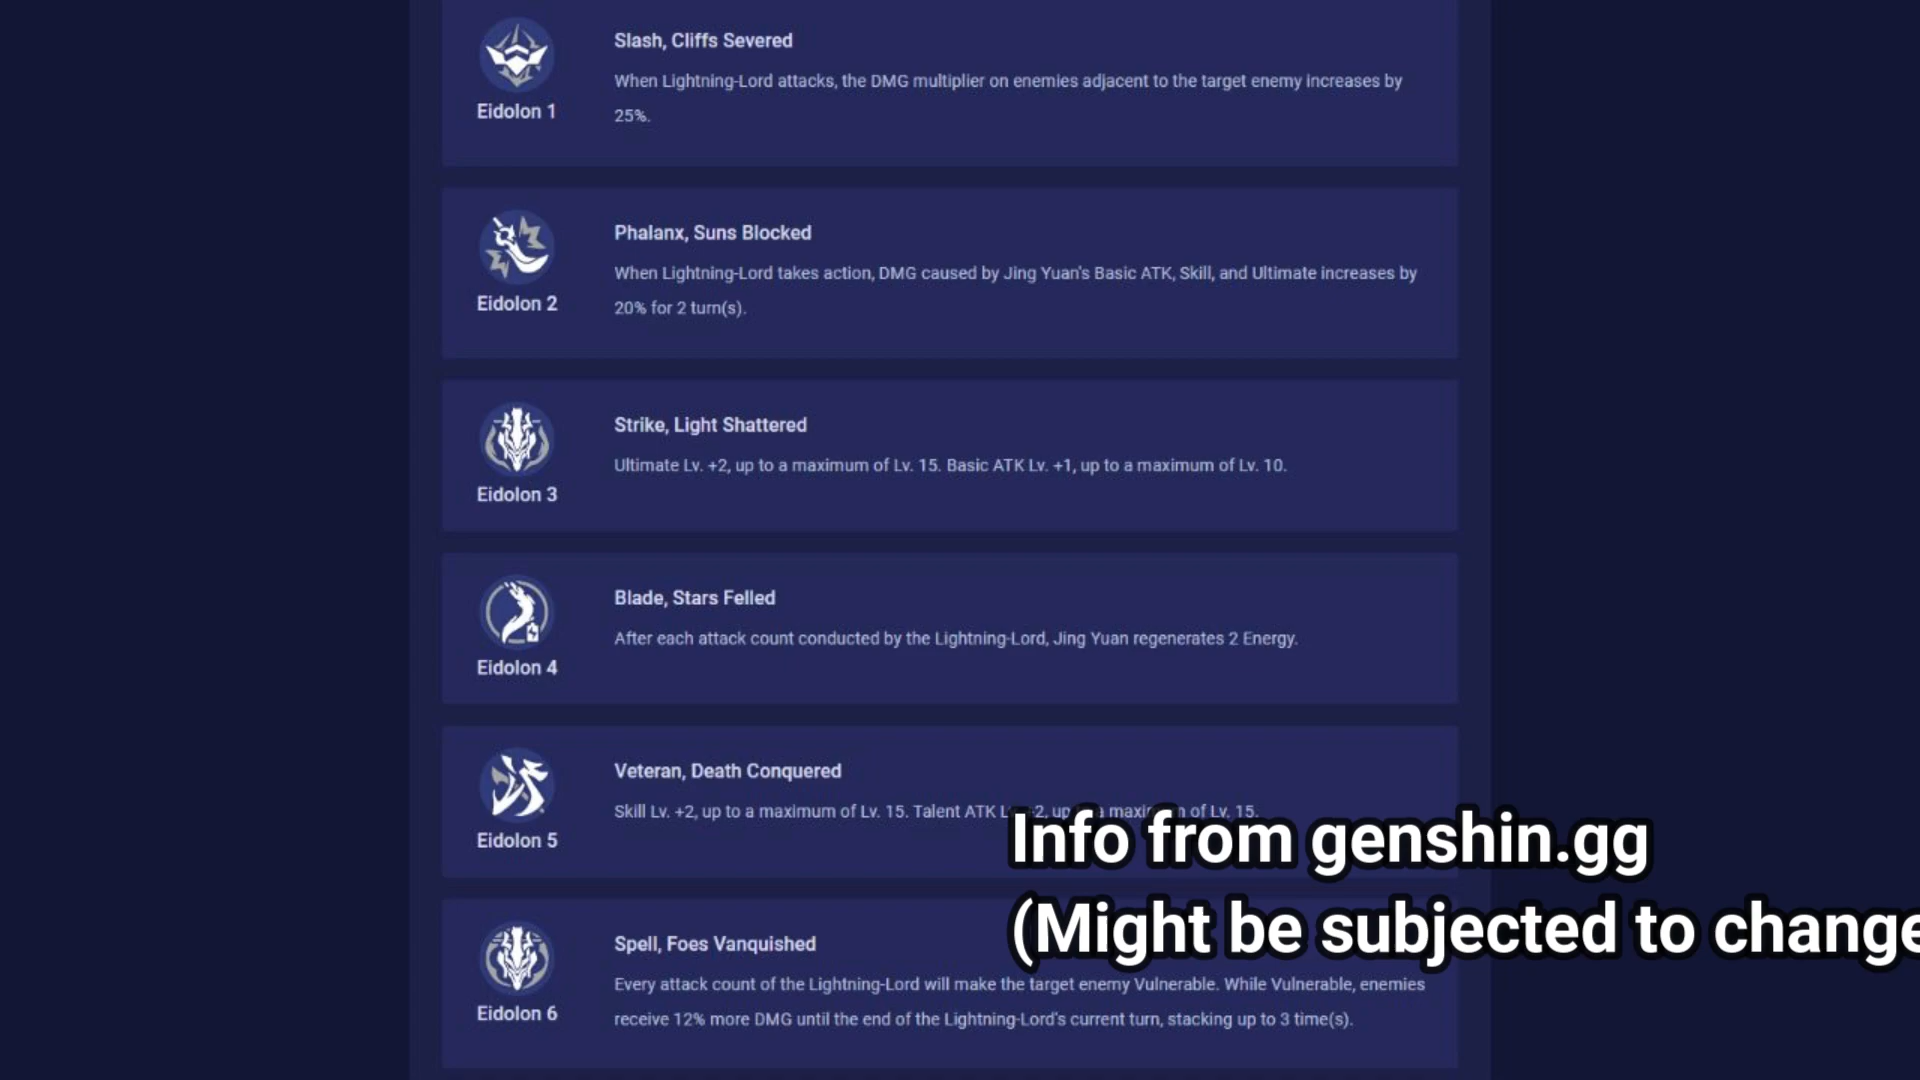 Slash, Cliffs Severed
When Lightning-Lord attacks, the DMG multiplier on enemies adjacent to the target enemy increases by
25%.
Eidolon 1
Phalanx, Suns Blocked
When Lightning-Lord takes action, DMG caused by Jing Yuan's Basic ATK, Skill, and Ultimate increases by
20% for 2 turn(s).
Eidolon 2
Strike, Light Shattered
Ultimate Lv. +2, up to a maximum of Lv. 15. Basic ATK Lv. +1, up to a maximum of Lv. 10.
Eidolon 3
Blade, Stars Felled
After each attack count conducted by the Lightning-Lord, Jing Yuan regenerates 2 Energy.
Eidolon 4
Veteran, Death Conquered
Skill Lv. +2, up to a maximum of Lv. 15. Talent ATK 2, up a of Lv. 15.
Eidolon 5
Info from genshin.gg
(Might be subjected to change
Spell, Foes Vanquished
Every attack count of the Lightning-Lord will make the target enemy Vulnerable. While Vulnerable, enemies
receive 12% more DMG until the end of the Lightning-Lord's current turn, stacking up to 3 time(s).
Eidolon 6